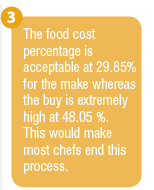 3
The food cost
percentage is
acceptable at 29.85%
for the make whereas
the buy is extremely
high at 48.05 %.
This would make
most chefs end this
process.